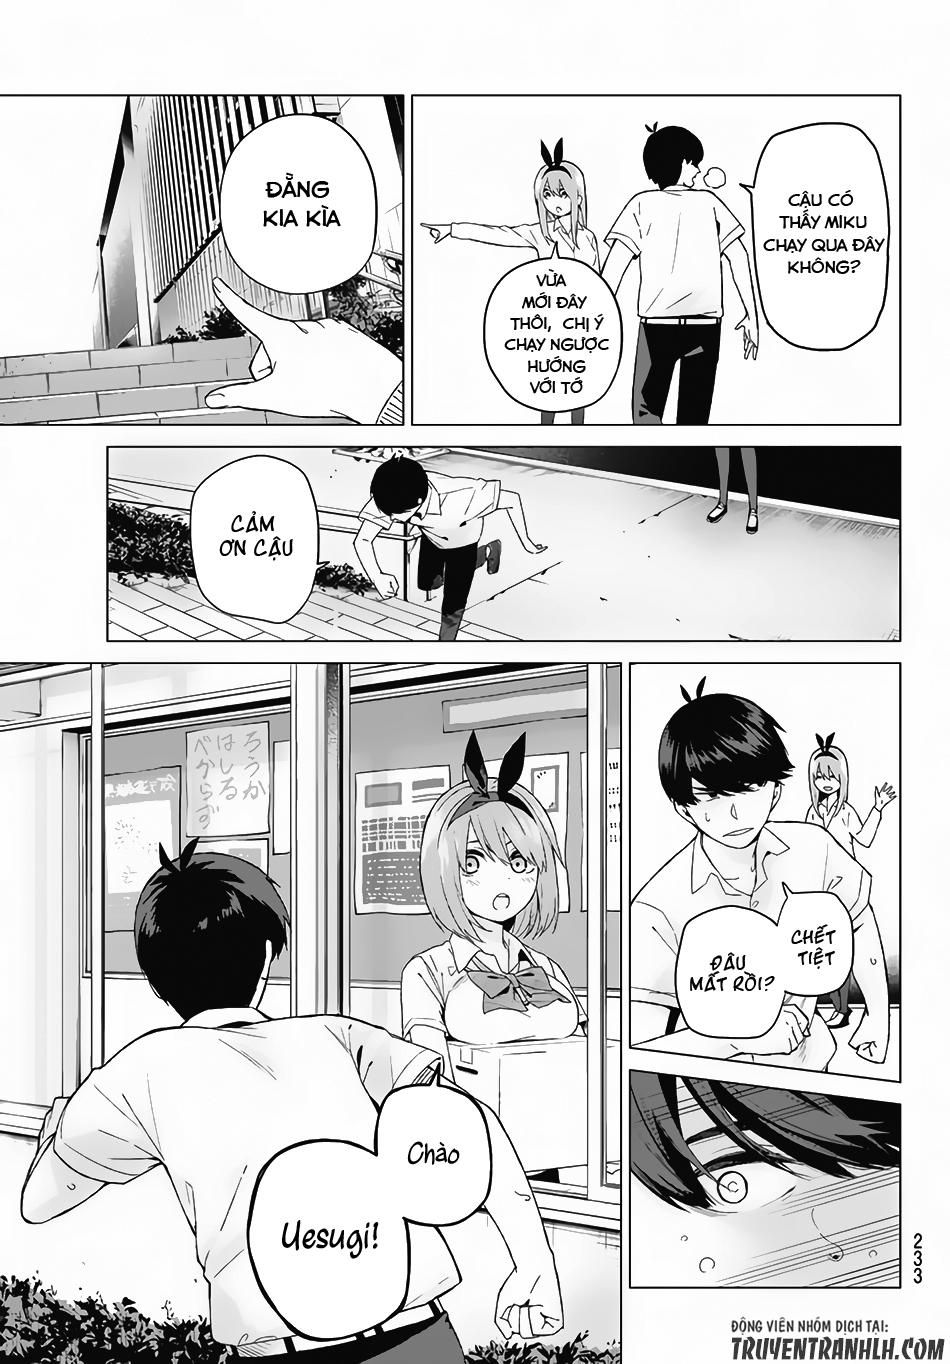 CẬU CÓ
THẤY MIKU
CHẠY QUA ĐÂY
KHÔNG?
VỪA
MỚI ĐÂY
THÔI, CHỊ Ý
CHẠY NGƯỢC
HƯỚNG
VỚI TỚ
ĐẰNG
KIA KÌA
CẢM
ƠN CẬU
CHẾT
TIỆT
ĐÂU
MẤT RỒI?
ろうか
はしる
べからず
Chào
Uesugi!
233
ĐỘNG VIÊN NHÓM DỊCH TẠI:
TRUYENTRANHLH.COM